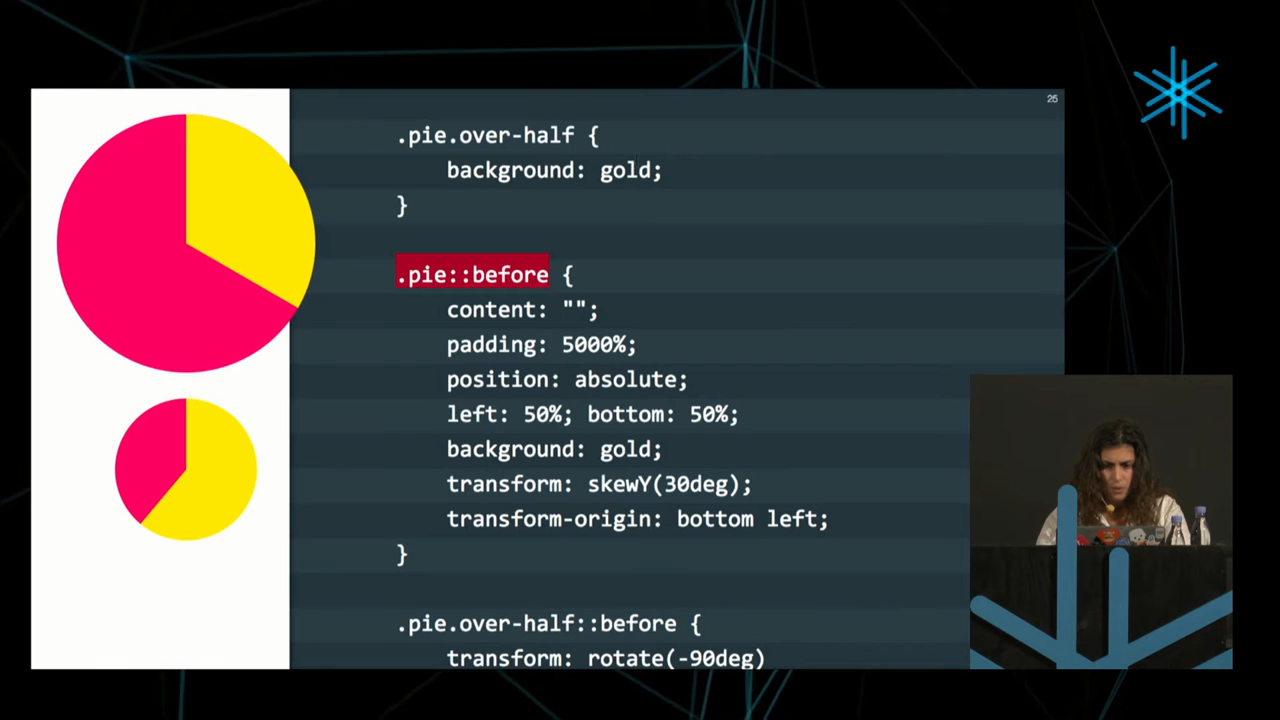 25
.pie.over-half {
background: gold;
}
.pie::before {
content: "";
padding: 5000%;
position: absolute;
left: 50%; bottom: 50%;
background: gold;
transform: skewY(30deg);
transform-origin: bottom left;
}
.pie.over-half::before {
transform: rotate(-90deg)